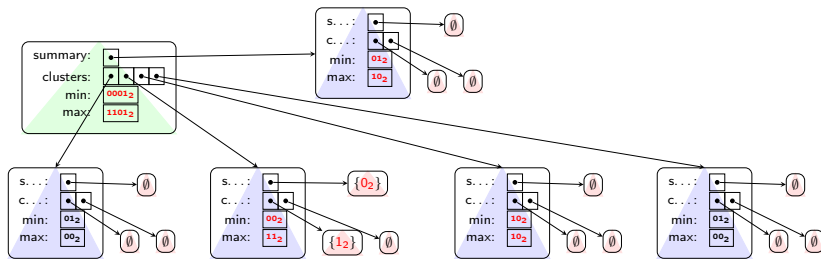 s...: ∅
c...: ∅ ∅
min: 01₂
max: 10₂
summary:
clusters:
min: 0001₂
max: 1101₂
s...: ∅
c...: ∅ ∅
min: 01₂
max: 00₂
s...: {0₂}
c...: {1₂} ∅
min: 00₂
max: 11₂
s...: ∅
c...: ∅ ∅
min: 10₂
max: 10₂
s...: ∅
c...: ∅ ∅
min: 01₂
max: 00₂